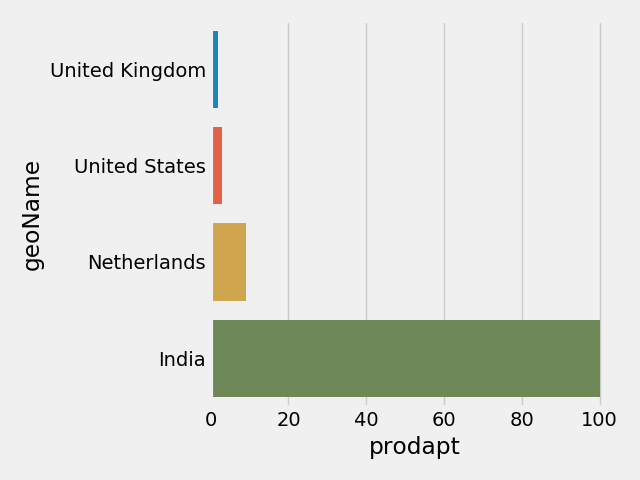 geoName
United Kingdom
United States
Netherlands
India
0 20 40 60 80 100
prodapt